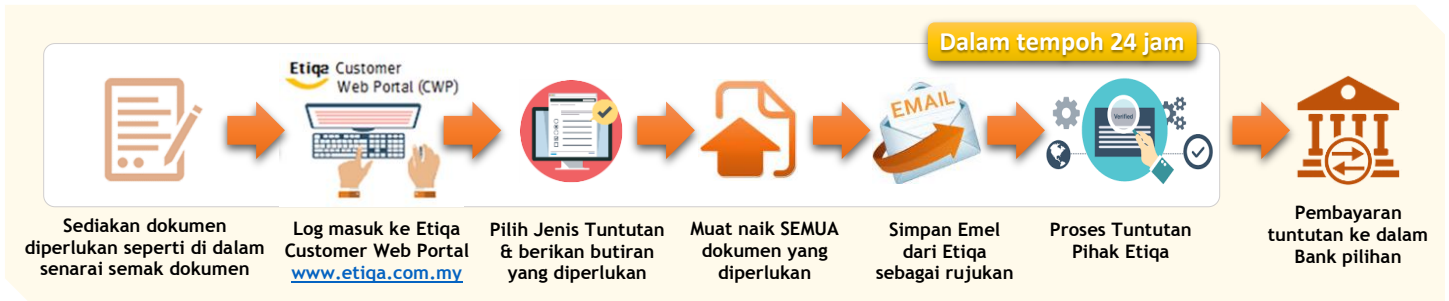 Dalam tempoh 24 jam
Etiqa Customer
Web Portal (CWP)
EMAIL
Verified
Sediakan dokumen
diperlukan seperti di dalam
senarai semak dokumen
Log masuk ke Etiqa
Customer Web Portal
www.etiqa.com.my
Pilih Jenis Tuntutan
& berikan butiran
yang diperlukan
Muat naik SEMUA
dokumen yang
diperlukan
Simpan Emel
dari Etiqa
sebagai rujukan
Proses Tuntutan
Pihak Etiqa
Pembayaran
tuntutan ke dalam
Bank pilihan